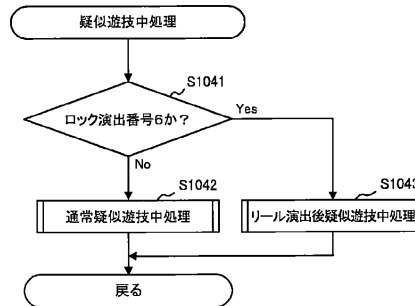 疑似遊技中処理
S1041
ロック演出番号6か?
Yes
No
S1042
S1043
通常疑似遊技中処理
リール演出後疑似遊技中処理
戻る